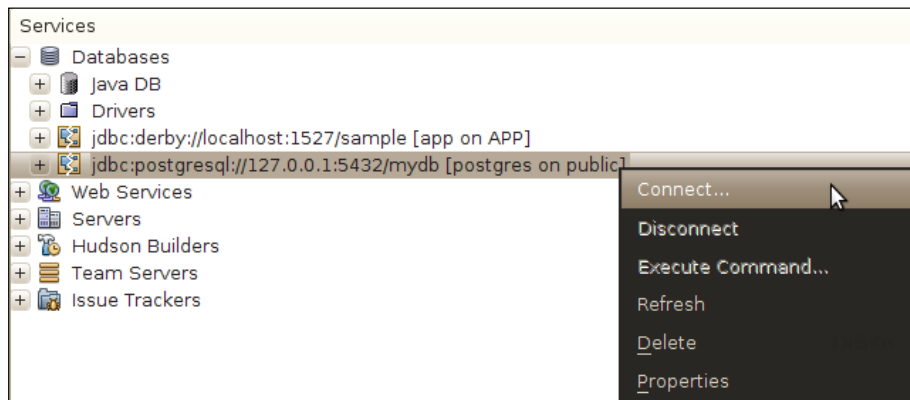 Services
Databases
Java DB
Drivers
jdbc:derby://localhost:1527/sample [app on APP]
jdbc:postgresql://127.0.0.1:5432/mydb [postgres on public]
Web Services
Servers
Hudson Builders
Team Servers
Issue Trackers
Connect...
Disconnect
Execute Command...
Refresh
Delete
Properties